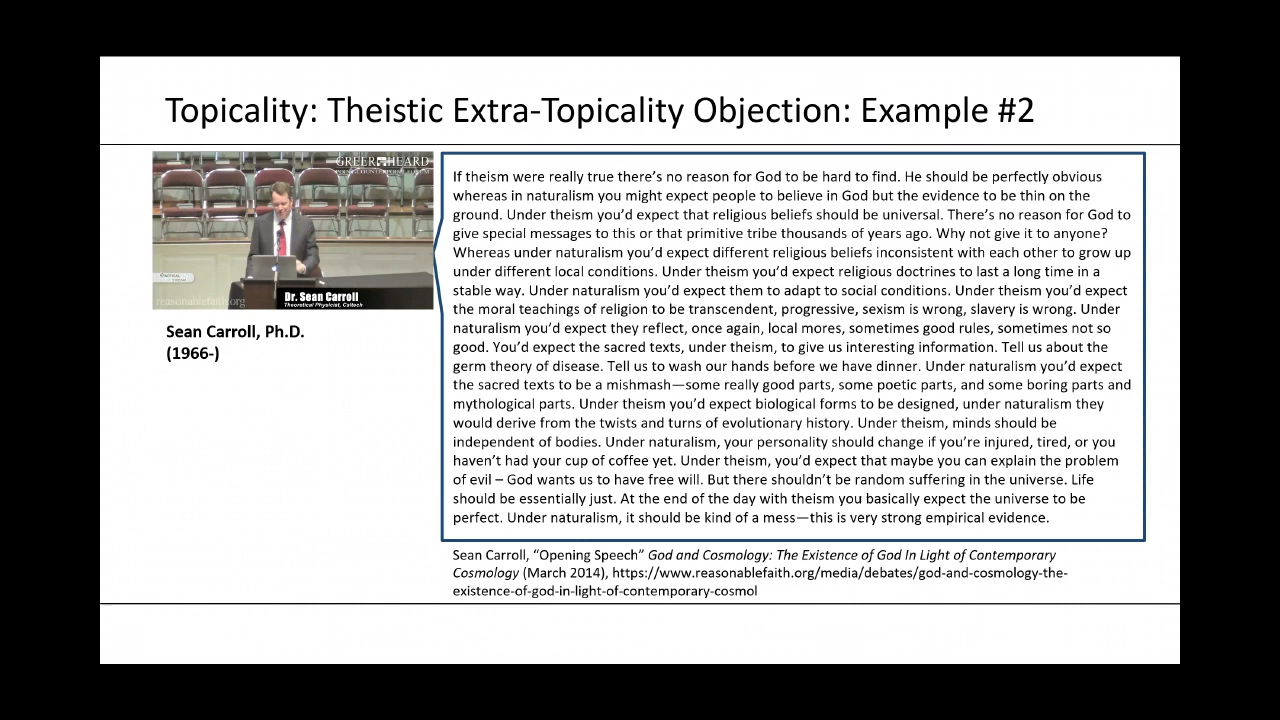 Topicality: Theistic Extra-Topicality Objection: Example #2
GREER HEARD
POINT-COUNTERPOINT FORUM
reasonablefaith.org
Dr. Sean Carroll
Theoretical Physicist, Caltech
Sean Carroll, Ph.D.
(1966-)
If theism were really true there’s no reason for God to be hard to find. He should be perfectly obvious
whereas in naturalism you might expect people to believe in God but the evidence to be thin on the
ground. Under theism you’d expect that religious beliefs should be universal. There’s no reason for God to
give special messages to this or that primitive tribe thousands of years ago. Why not give it to anyone?
Whereas under naturalism you’d expect different religious beliefs inconsistent with each other to grow up
under different local conditions. Under theism you’d expect religious doctrines to last a long time in a
stable way. Under naturalism you’d expect them to adapt to social conditions. Under theism you’d expect
the moral teachings of religion to be transcendent, progressive, sexism is wrong, slavery is wrong. Under
naturalism you’d expect they reflect, once again, local mores, sometimes good rules, sometimes not so
good. You’d expect the sacred texts, under theism, to give us interesting information. Tell us about the
germ theory of disease. Tell us to wash our hands before we have dinner. Under naturalism you’d expect
the sacred texts to be a mishmash—some really good parts, some poetic parts, and some boring parts and
mythological parts. Under theism you’d expect biological forms to be designed, under naturalism they
would derive from the twists and turns of evolutionary history. Under theism, minds should be
independent of bodies. Under naturalism, your personality should change if you’re injured, tired, or you
haven’t had your cup of coffee yet. Under theism, you’d expect that maybe you can explain the problem
of evil – God wants us to have free will. But there shouldn’t be random suffering in the universe. Life
should be essentially just. At the end of the day with theism you basically expect the universe to be
perfect. Under naturalism, it should be kind of a mess—this is very strong empirical evidence.
Sean Carroll, “Opening Speech” God and Cosmology: The Existence of God In Light of Contemporary
Cosmology (March 2014), https://www.reasonablefaith.org/media/debates/god-and-cosmology-the-
existence-of-god-in-light-of-contemporary-cosmol